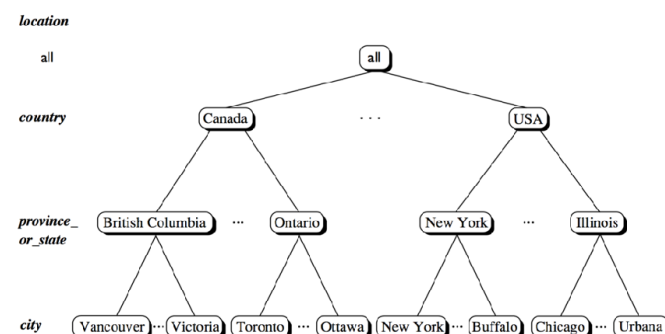 location
all all
country Canada ... USA
province_ British Columbia ... Ontario New York ... Illinois
or_state
city Vancouver ... Victoria Toronto ... Ottawa New York ... Buffalo Chicago ... Urbana